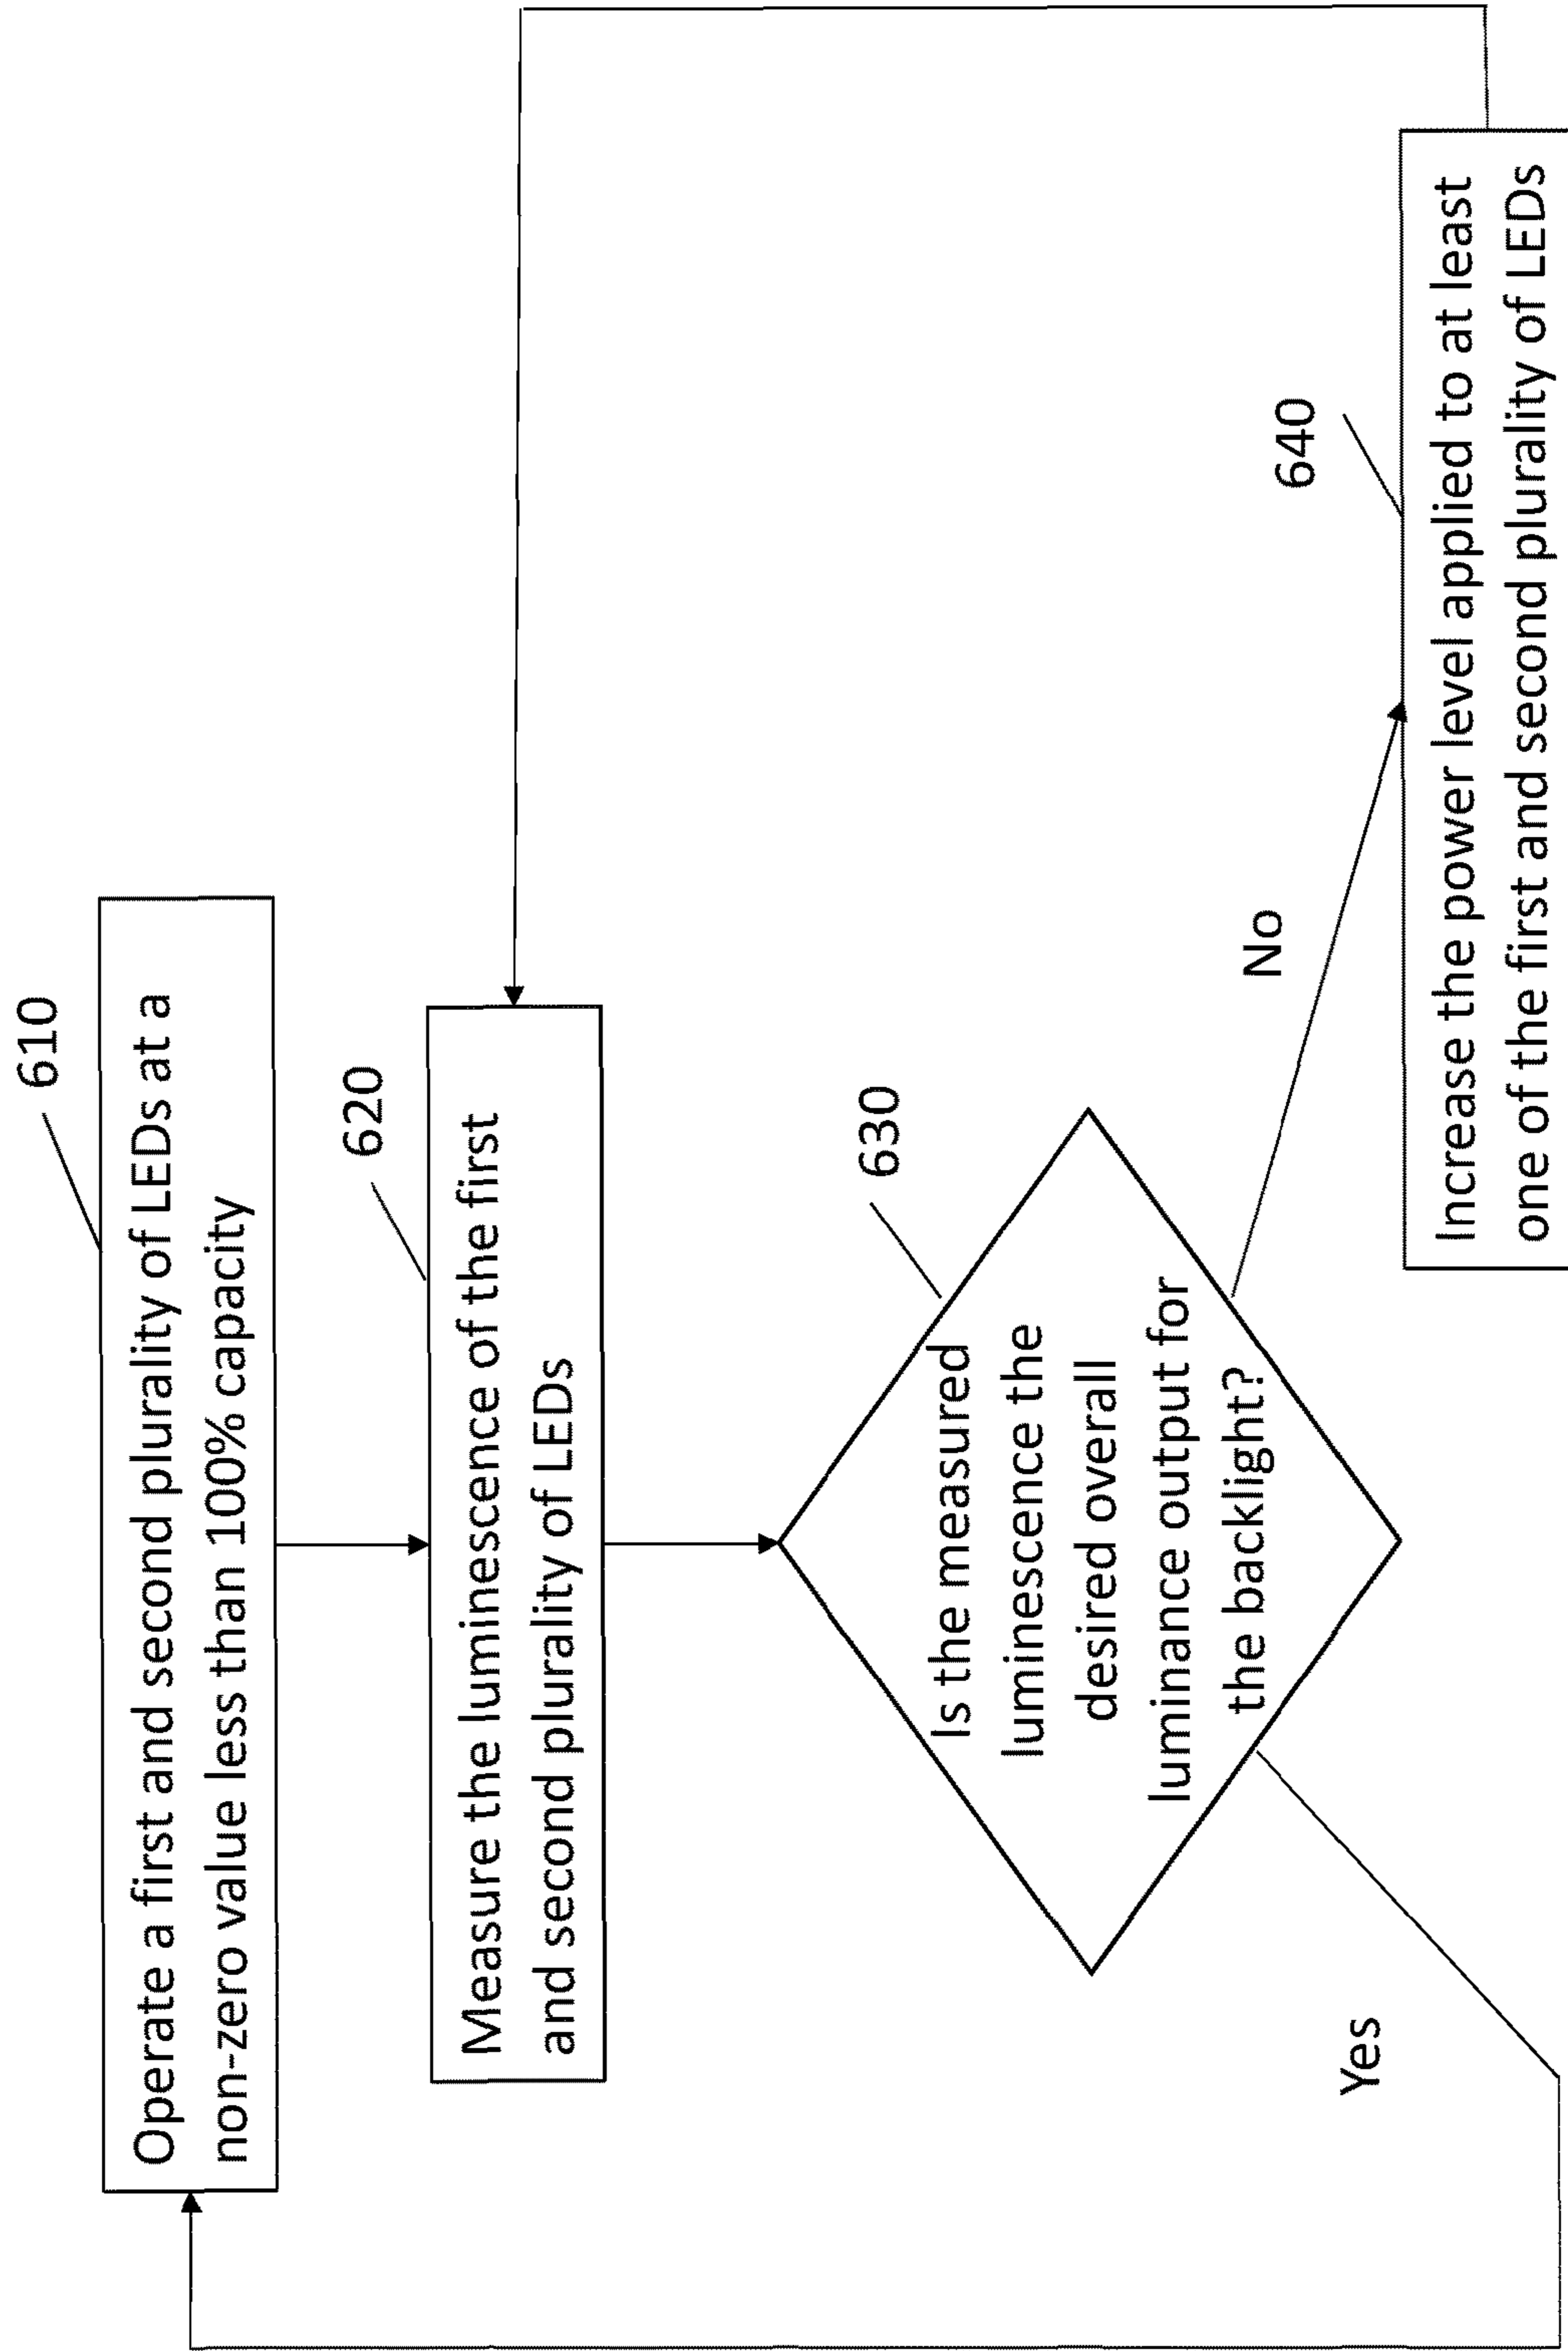 610
Operate a first and second plurality of LEDs at a
non-zero value less than 100% capacity
620
Measure the luminescence of the first
and second plurality of LEDs
630
Is the measured
luminescence the
desired overall
luminance output for
the backlight?
Yes
No
640
Increase the power level applied to at least
one of the first and second plurality of LEDs